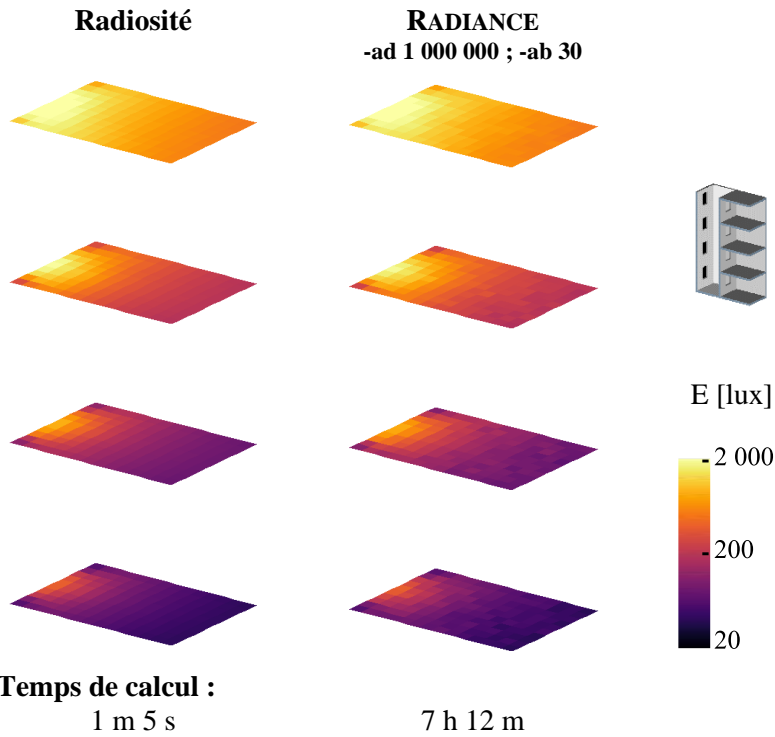 Radiosité
RADIANCE
-ad 1 000 000 ; -ab 30
E [lux]
2 000
200
20
Temps de calcul :
1 m 5 s
7 h 12 m